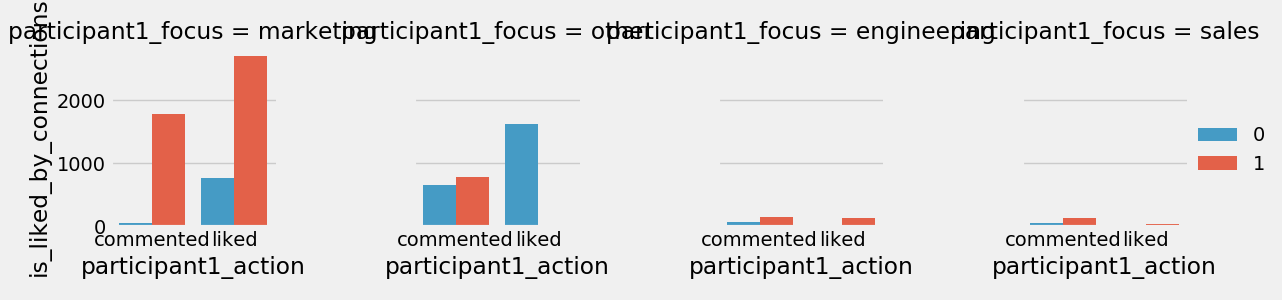 participant1_focus = marketing
participant1_focus = other
participant1_focus = engineering
participant1_focus = sales
is_liked_by_connections
2000
1000
0
commented liked
commented liked
commented liked
commented liked
participant1_action
participant1_action
participant1_action
participant1_action
0
1